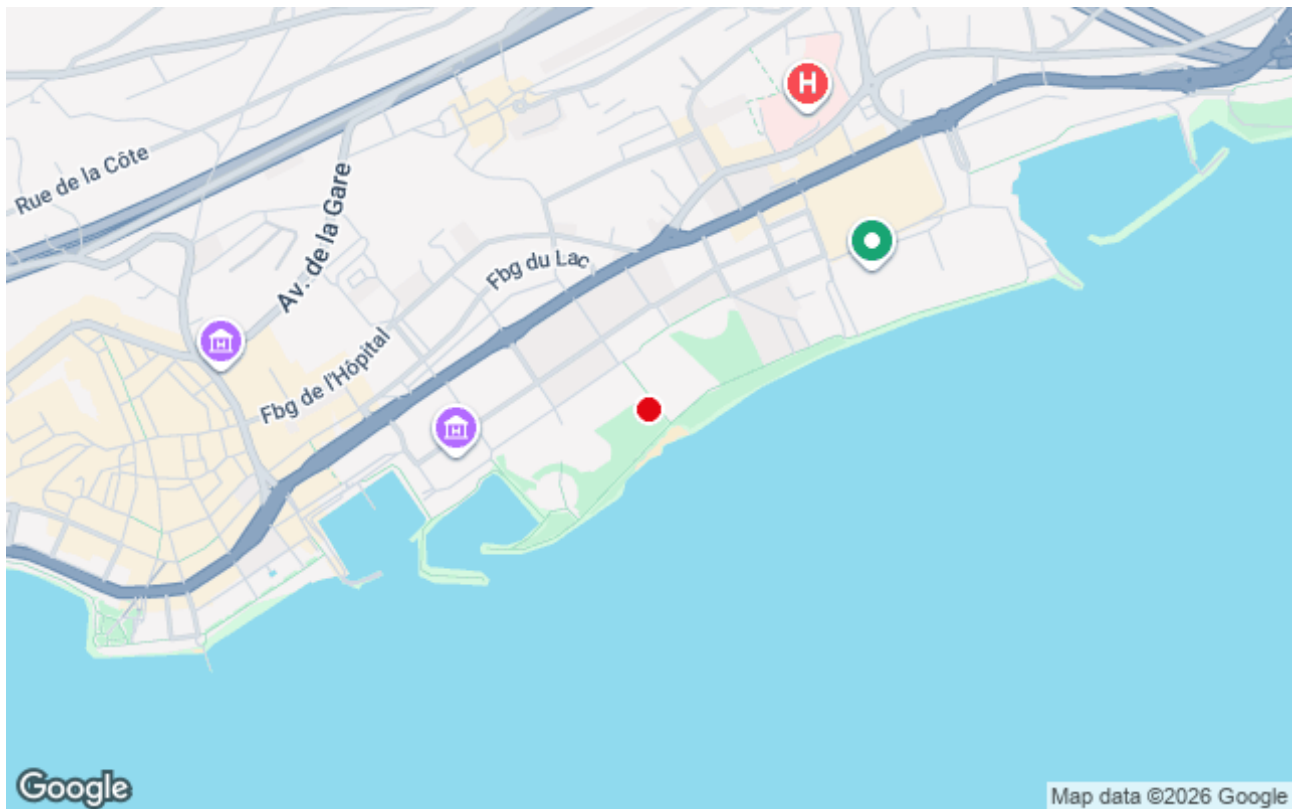 H
Rue de la Côte
Av. de la Gare
Fbg du Lac
Fbg de l'Hôpital
H
H
Google
Map data ©2026 Google